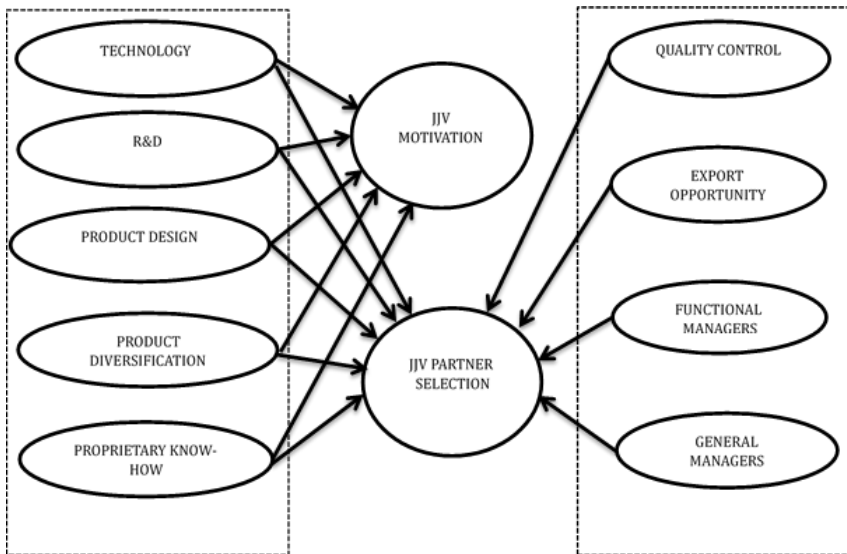 TECHNOLOGY
R&D
PRODUCT DESIGN
PRODUCT
DIVERSIFICATION
PROPRIETARY KNOW-
HOW
JJV
MOTIVATION
JJV PARTNER
SELECTION
QUALITY CONTROL
EXPORT
OPPORTUNITY
FUNCTIONAL
MANAGERS
GENERAL
MANAGERS